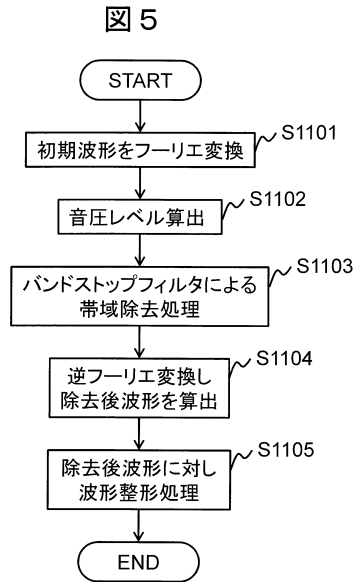 図５
START
初期波形をフーリエ変換
S1101
音圧レベル算出
S1102
バンドストップフィルタによる
帯域除去処理
S1103
逆フーリエ変換し
除去後波形を算出
S1104
除去後波形に対し
波形整形処理
S1105
END